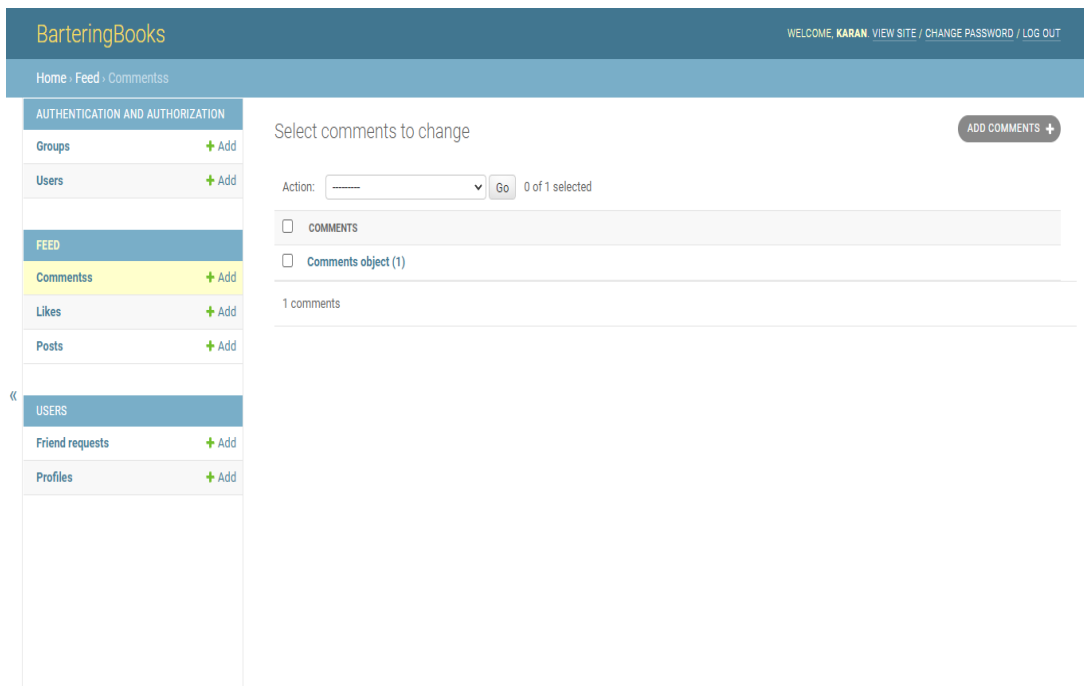 BarteringBooks
WELCOME, KARAN. VIEW SITE / CHANGE PASSWORD / LOG OUT
Home › Feed › Commentss
AUTHENTICATION AND AUTHORIZATION
Groups + Add
Users + Add
FEED
Commentss + Add
Likes + Add
Posts + Add
«
USERS
Friend requests + Add
Profiles + Add
Select comments to change
ADD COMMENTS +
Action: --------- Go 0 of 1 selected
COMMENTS
Comments object (1)
1 comments